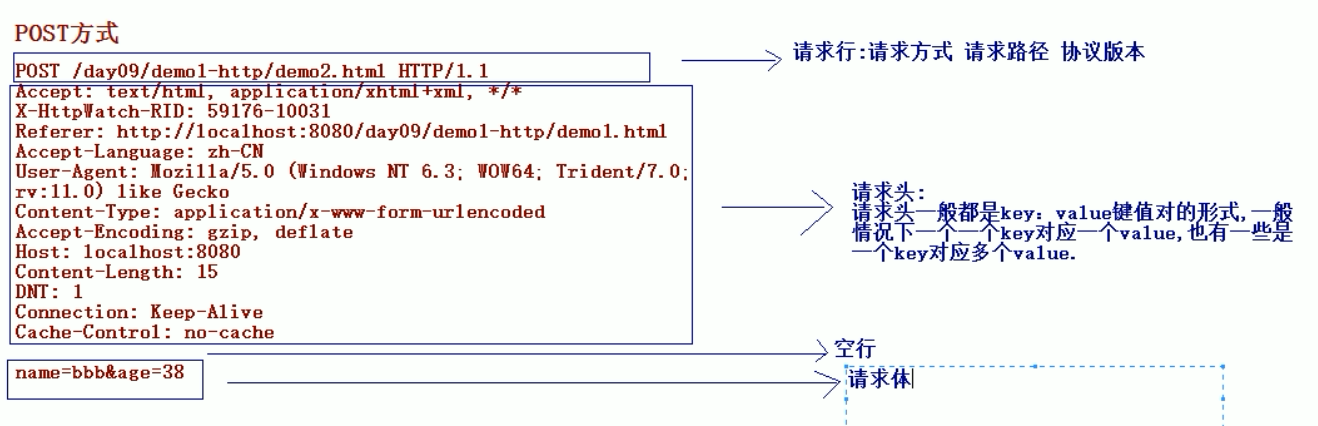 POST方式
POST /day09/demo1-http/demo2.html HTTP/1.1
请求行:请求方式 请求路径 协议版本
Accept: text/html, application/xhtml+xml, */*
X-HttpWatch-RID: 59176-10031
Referer: http://localhost:8080/day09/demo1-http/demo1.html
Accept-Language: zh-CN
User-Agent: Mozilla/5.0 (Windows NT 6.3; WOW64; Trident/7.0;
rv:11.0) like Gecko
Content-Type: application/x-www-form-urlencoded
Accept-Encoding: gzip, deflate
Host: localhost:8080
Content-Length: 15
DNT: 1
Connection: Keep-Alive
Cache-Control: no-cache
请求头:
请求头一般都是key: value键值对的形式,一般
情况下一个一个key对应一个value,也有一些是
一个key对应多个value.
空行
name=bbb&age=38
请求体